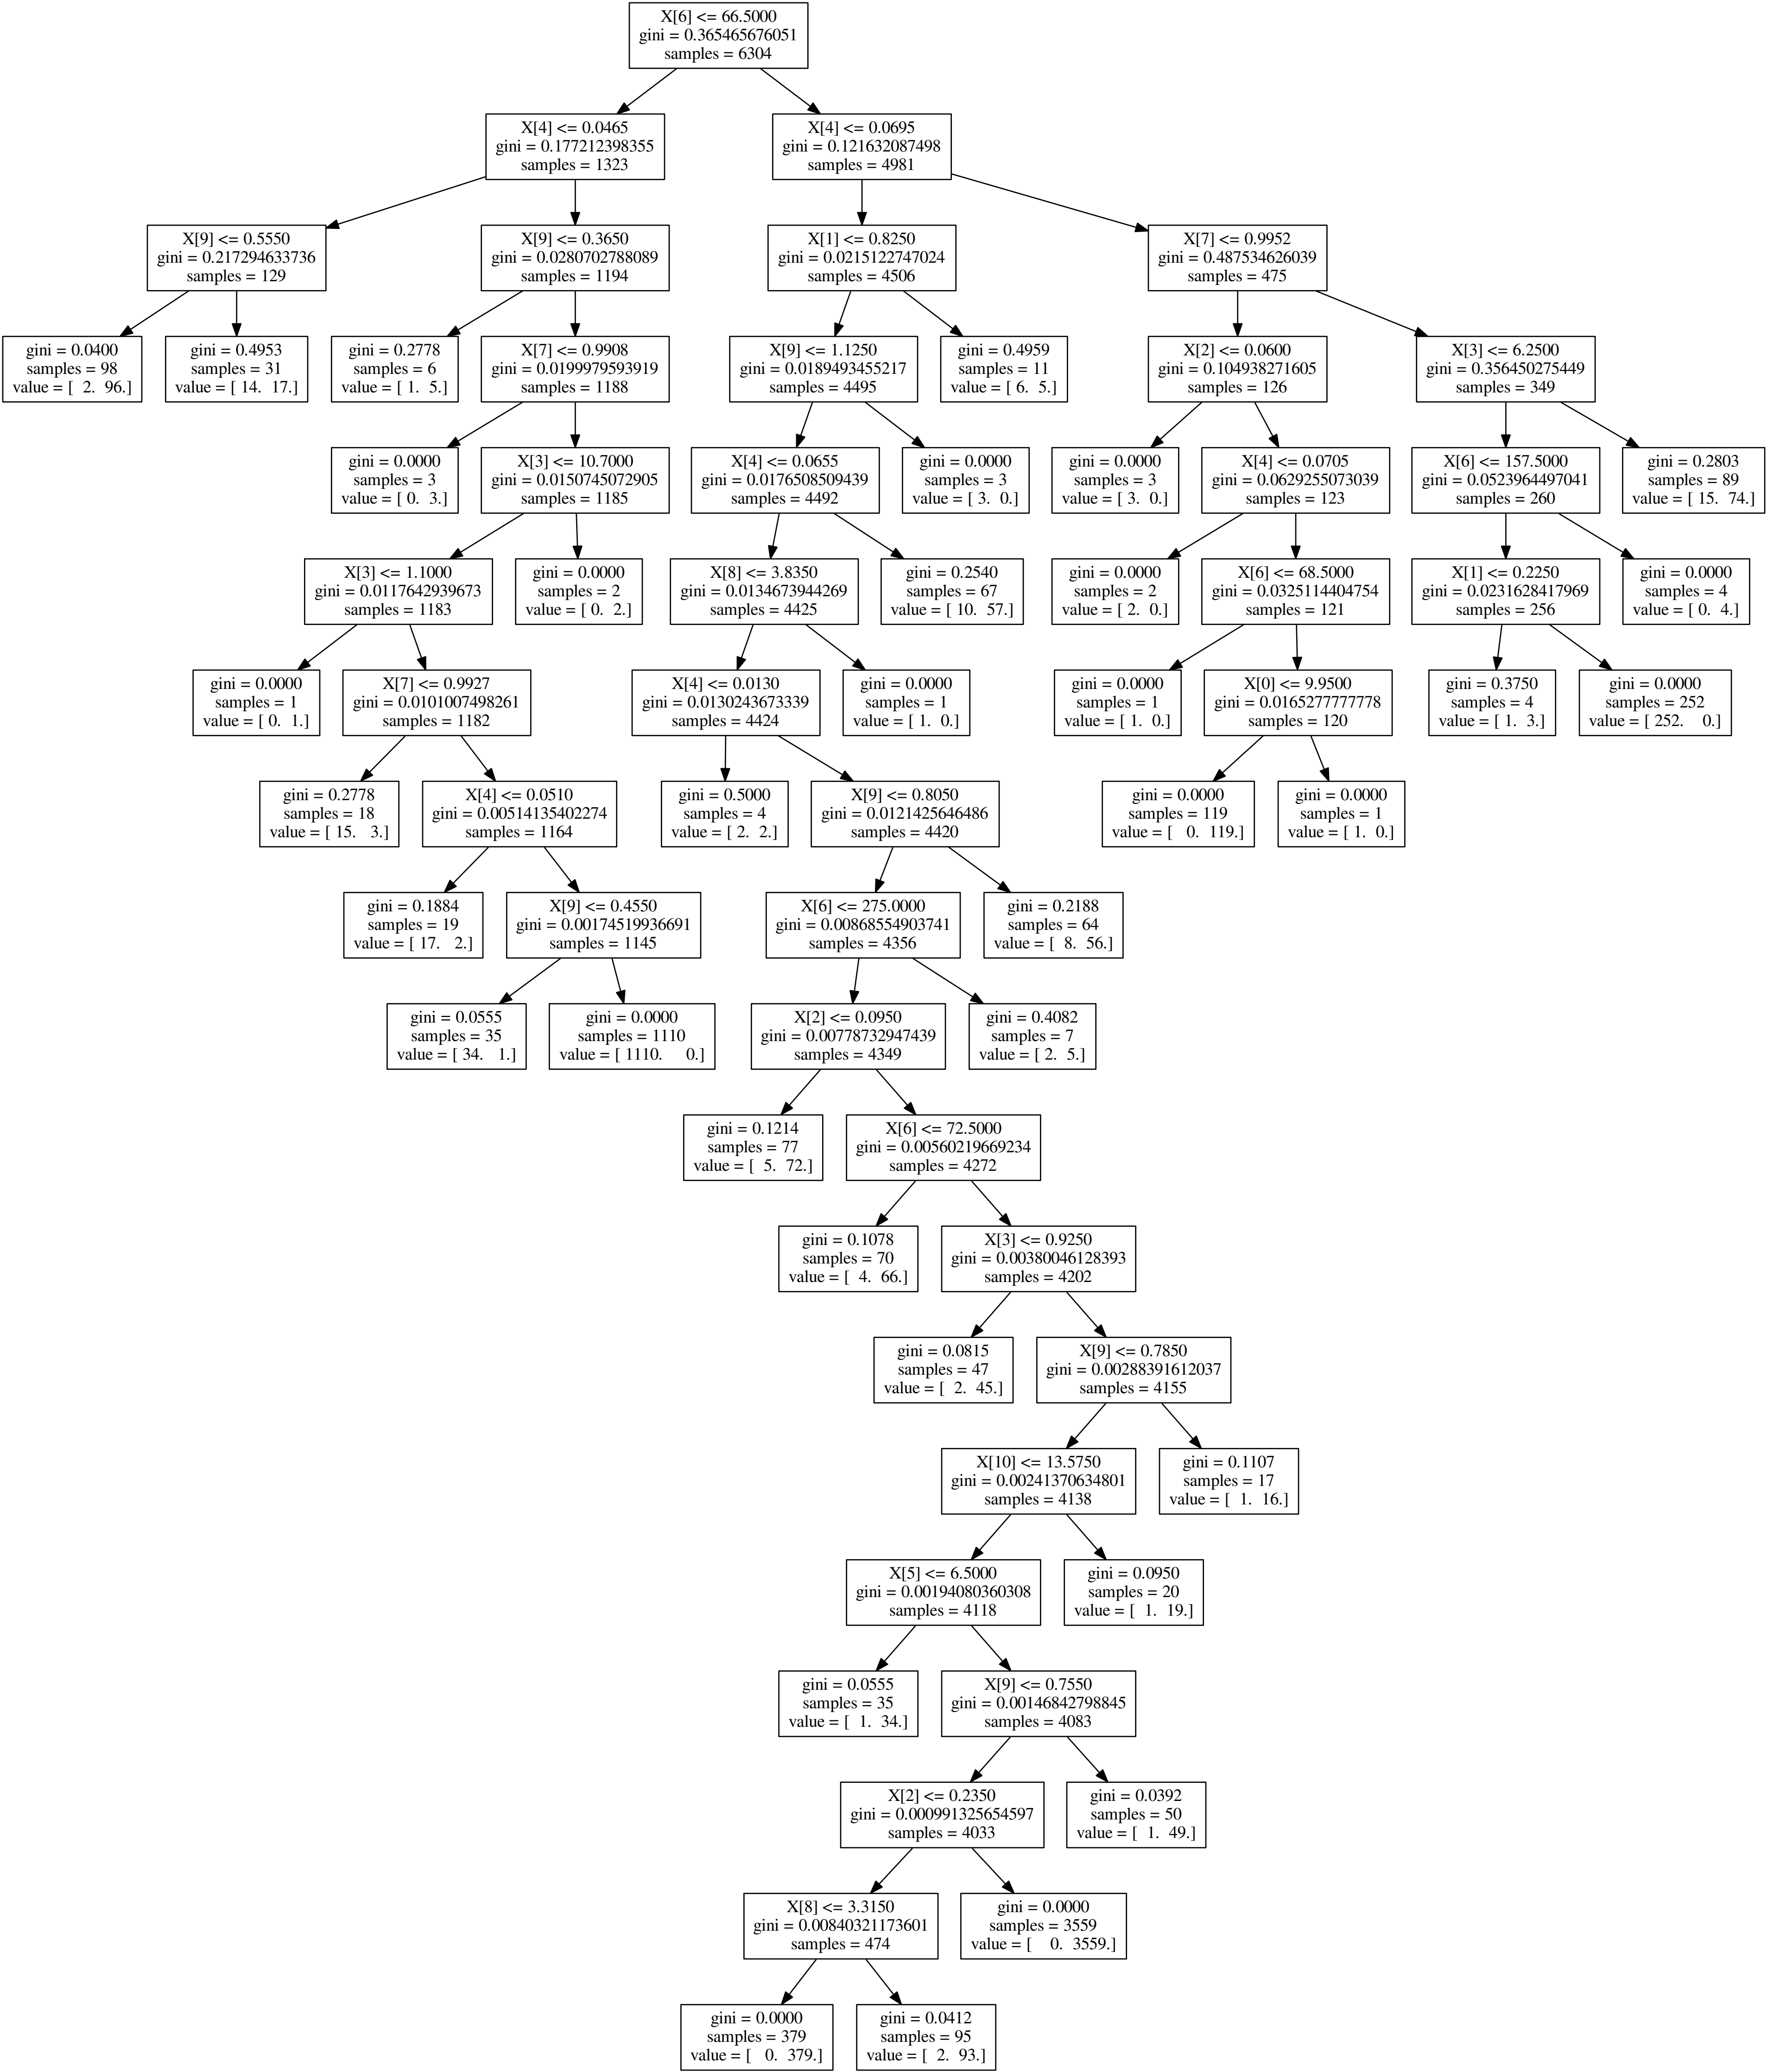 X[6] <= 66.5000
gini = 0.365465676051
samples = 6304
X[4] <= 0.0465
gini = 0.177212398355
samples = 1323
X[4] <= 0.0695
gini = 0.121632087498
samples = 4981
X[9] <= 0.5550
gini = 0.217294633736
samples = 129
X[9] <= 0.3650
gini = 0.0280702788089
samples = 1194
X[1] <= 0.8250
gini = 0.0215122747024
samples = 4506
X[7] <= 0.9952
gini = 0.487534626039
samples = 475
gini = 0.0400
samples = 98
value = [ 2. 96.]
gini = 0.4953
samples = 31
value = [ 14. 17.]
gini = 0.2778
samples = 6
value = [ 1. 5.]
X[7] <= 0.9908
gini = 0.0199979593919
samples = 1188
X[9] <= 1.1250
gini = 0.0189493455217
samples = 4495
gini = 0.4959
samples = 11
value = [ 6. 5.]
X[2] <= 0.0600
gini = 0.104938271605
samples = 126
X[3] <= 6.2500
gini = 0.356450275449
samples = 349
gini = 0.0000
samples = 3
value = [ 0. 3.]
X[3] <= 10.7000
gini = 0.0150745072905
samples = 1185
X[4] <= 0.0655
gini = 0.0176508509439
samples = 4492
gini = 0.0000
samples = 3
value = [ 3. 0.]
gini = 0.0000
samples = 3
value = [ 3. 0.]
X[4] <= 0.0705
gini = 0.0629255073039
samples = 123
X[6] <= 157.5000
gini = 0.0523964497041
samples = 260
gini = 0.2803
samples = 89
value = [ 15. 74.]
X[3] <= 1.1000
gini = 0.0117642939673
samples = 1183
gini = 0.0000
samples = 2
value = [ 0. 2.]
X[8] <= 3.8350
gini = 0.0134673944269
samples = 4425
gini = 0.2540
samples = 67
value = [ 10. 57.]
gini = 0.0000
samples = 2
value = [ 2. 0.]
X[6] <= 68.5000
gini = 0.0325114404754
samples = 121
X[1] <= 0.2250
gini = 0.0231628417969
samples = 256
gini = 0.0000
samples = 4
value = [ 0. 4.]
gini = 0.0000
samples = 1
value = [ 0. 1.]
X[7] <= 0.9927
gini = 0.0101007498261
samples = 1182
X[4] <= 0.0130
gini = 0.0130243673339
samples = 4424
gini = 0.0000
samples = 1
value = [ 1. 0.]
gini = 0.0000
samples = 1
value = [ 1. 0.]
X[0] <= 9.9500
gini = 0.0165277777778
samples = 120
gini = 0.3750
samples = 4
value = [ 1. 3.]
gini = 0.0000
samples = 252
value = [ 252. 0.]
gini = 0.2778
samples = 18
value = [ 15. 3.]
X[4] <= 0.0510
gini = 0.00514135402274
samples = 1164
gini = 0.5000
samples = 4
value = [ 2. 2.]
X[9] <= 0.8050
gini = 0.0121425646486
samples = 4420
gini = 0.0000
samples = 119
value = [ 0. 119.]
gini = 0.0000
samples = 1
value = [ 1. 0.]
gini = 0.1884
samples = 19
value = [ 17. 2.]
X[9] <= 0.4550
gini = 0.00174519936691
samples = 1145
X[6] <= 275.0000
gini = 0.00868554903741
samples = 4356
gini = 0.2188
samples = 64
value = [ 8. 56.]
gini = 0.0555
samples = 35
value = [ 34. 1.]
gini = 0.0000
samples = 1110
value = [ 1110. 0.]
X[2] <= 0.0950
gini = 0.00778732947439
samples = 4349
gini = 0.4082
samples = 7
value = [ 2. 5.]
gini = 0.1214
samples = 77
value = [ 5. 72.]
X[6] <= 72.5000
gini = 0.00560219669234
samples = 4272
gini = 0.1078
samples = 70
value = [ 4. 66.]
X[3] <= 0.9250
gini = 0.00380046128393
samples = 4202
gini = 0.0815
samples = 47
value = [ 2. 45.]
X[9] <= 0.7850
gini = 0.00288391612037
samples = 4155
X[10] <= 13.5750
gini = 0.00241370634801
samples = 4138
gini = 0.1107
samples = 17
value = [ 1. 16.]
X[5] <= 6.5000
gini = 0.00194080360308
samples = 4118
gini = 0.0950
samples = 20
value = [ 1. 19.]
gini = 0.0555
samples = 35
value = [ 1. 34.]
X[9] <= 0.7550
gini = 0.00146842798845
samples = 4083
X[2] <= 0.2350
gini = 0.000991325654597
samples = 4033
gini = 0.0392
samples = 50
value = [ 1. 49.]
X[8] <= 3.3150
gini = 0.00840321173601
samples = 474
gini = 0.0000
samples = 3559
value = [ 0. 3559.]
gini = 0.0000
samples = 379
value = [ 0. 379.]
gini = 0.0412
samples = 95
value = [ 2. 93.]